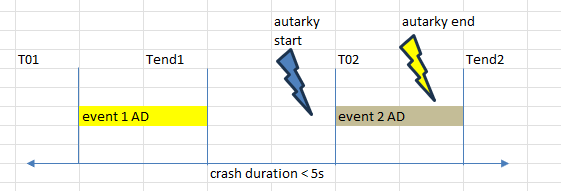 autarky
start
autarky end
T01
Tend1
T02
Tend2
event 1 AD
event 2 AD
crash duration < 5s